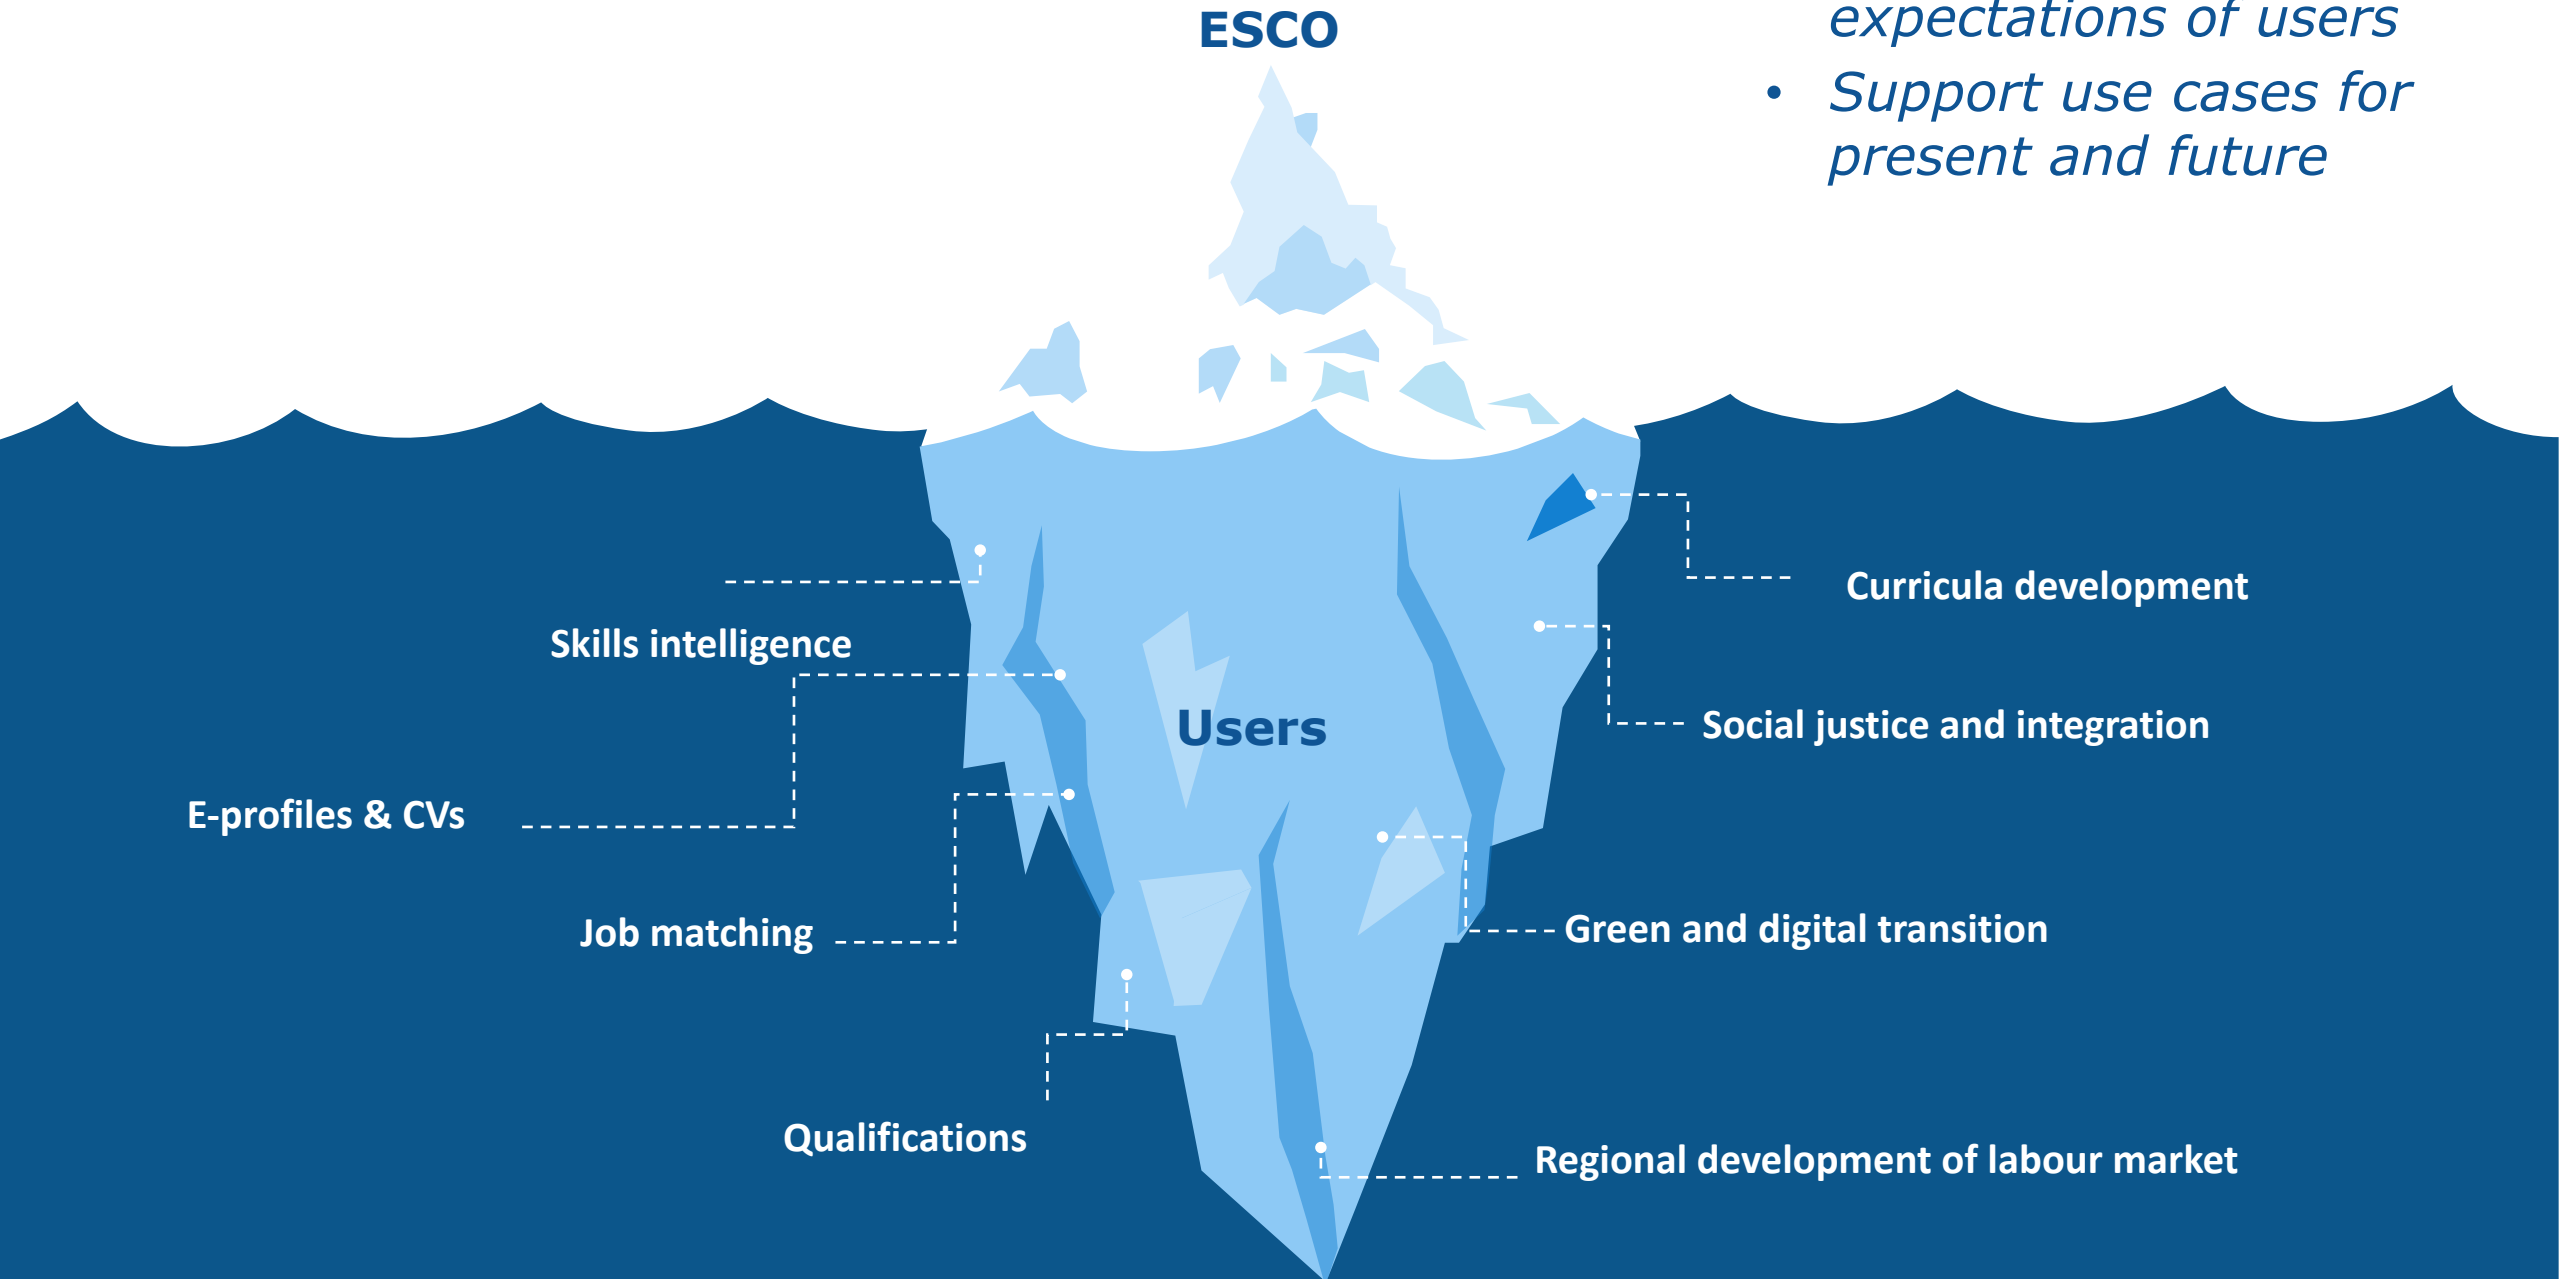 ESCO
expectations of users
• Support use cases for
present and future
Curricula development
Skills intelligence
Social justice and integration
Users
E-profiles & CVs
Job matching
Green and digital transition
Qualifications
Regional development of labour market